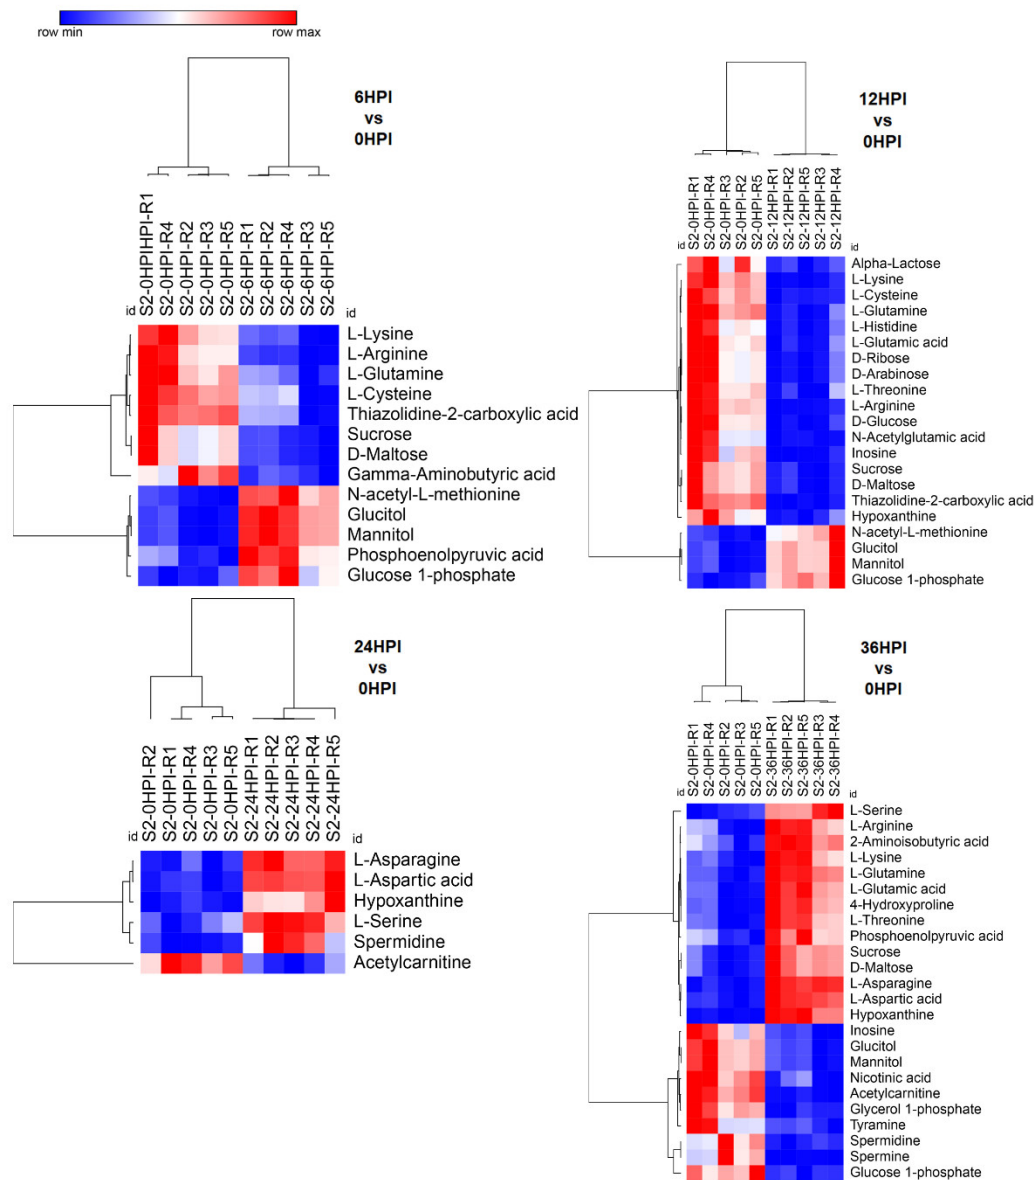 row min
row max
6HPI
vs
0HPI
S2-0HPIHPI-R1
S2-0HPI-R4
S2-0HPI-R2
S2-0HPI-R3
S2-0HPI-R5
S2-6HPI-R1
S2-6HPI-R2
S2-6HPI-R4
S2-6HPI-R3
S2-6HPI-R5
id
id
L-Lysine
L-Arginine
L-Glutamine
L-Cysteine
Thiazolidine-2-carboxylic acid
Sucrose
D-Maltose
Gamma-Aminobutyric acid
N-acetyl-L-methionine
Glucitol
Mannitol
Phosphoenolpyruvic acid
Glucose 1-phosphate
12HPI
vs
0HPI
S2-0HPI-R1
S2-0HPI-R4
S2-0HPI-R3
S2-0HPI-R2
S2-0HPI-R5
S2-12HPI-R1
S2-12HPI-R2
S2-12HPI-R5
S2-12HPI-R3
S2-12HPI-R4
id
id
Alpha-Lactose
L-Lysine
L-Cysteine
L-Glutamine
L-Histidine
L-Glutamic acid
D-Ribose
D-Arabinose
L-Threonine
L-Arginine
D-Glucose
N-Acetylglutamic acid
Inosine
Sucrose
D-Maltose
Thiazolidine-2-carboxylic acid
Hypoxanthine
N-acetyl-L-methionine
Glucitol
Mannitol
Glucose 1-phosphate
24HPI
vs
0HPI
S2-0HPI-R2
S2-0HPI-R1
S2-0HPI-R4
S2-0HPI-R3
S2-0HPI-R5
S2-24HPI-R1
S2-24HPI-R2
S2-24HPI-R3
S2-24HPI-R4
S2-24HPI-R5
id
id
L-Asparagine
L-Aspartic acid
Hypoxanthine
L-Serine
Spermidine
Acetylcarnitine
36HPI
vs
0HPI
S2-0HPI-R1
S2-0HPI-R4
S2-0HPI-R2
S2-0HPI-R3
S2-0HPI-R5
S2-36HPI-R1
S2-36HPI-R2
S2-36HPI-R5
S2-36HPI-R3
S2-36HPI-R4
id
id
L-Serine
L-Arginine
2-Aminoisobutyric acid
L-Lysine
L-Glutamine
L-Glutamic acid
4-Hydroxyproline
L-Threonine
Phosphoenolpyruvic acid
Sucrose
D-Maltose
L-Asparagine
L-Aspartic acid
Hypoxanthine
Inosine
Glucitol
Mannitol
Nicotinic acid
Acetylcarnitine
Glycerol 1-phosphate
Tyramine
Spermidine
Spermine
Glucose 1-phosphate